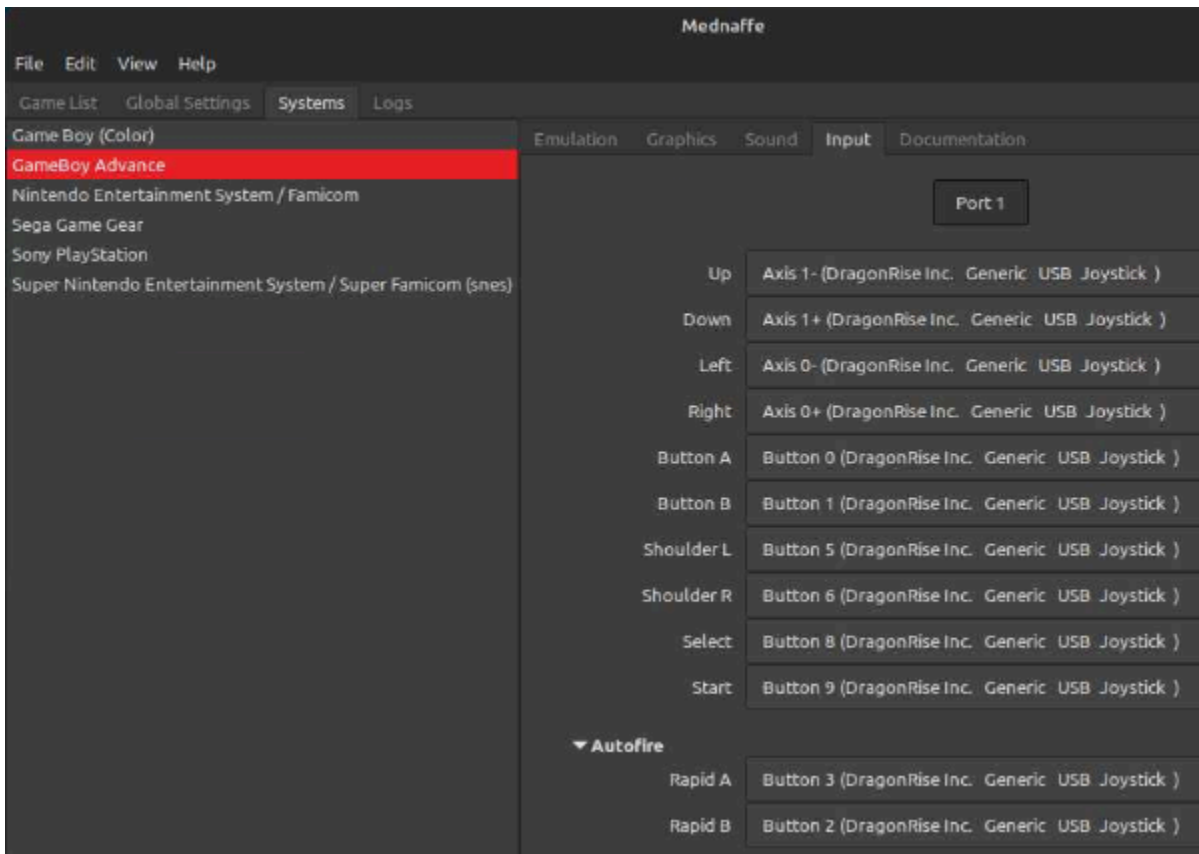 Mednaffe
File Edit View Help
Game List Global Settings Systems Logs
Game Boy (Color)
GameBoy Advance
Nintendo Entertainment System / Famicom
Sega Game Gear
Sony PlayStation
Super Nintendo Entertainment System / Super Famicom (snes)
Emulation Graphics Sound Input Documentation
Port 1
Up Axis 1- (DragonRise Inc. Generic USB Joystick )
Down Axis 1+ (DragonRise Inc. Generic USB Joystick )
Left Axis 0- (DragonRise Inc. Generic USB Joystick )
Right Axis 0+ (DragonRise Inc. Generic USB Joystick )
Button A Button 0 (DragonRise Inc. Generic USB Joystick )
Button B Button 1 (DragonRise Inc. Generic USB Joystick )
Shoulder L Button 5 (DragonRise Inc. Generic USB Joystick )
Shoulder R Button 6 (DragonRise Inc. Generic USB Joystick )
Select Button 8 (DragonRise Inc. Generic USB Joystick )
Start Button 9 (DragonRise Inc. Generic USB Joystick )
Autofire
Rapid A Button 3 (DragonRise Inc. Generic USB Joystick )
Rapid B Button 2 (DragonRise Inc. Generic USB Joystick )